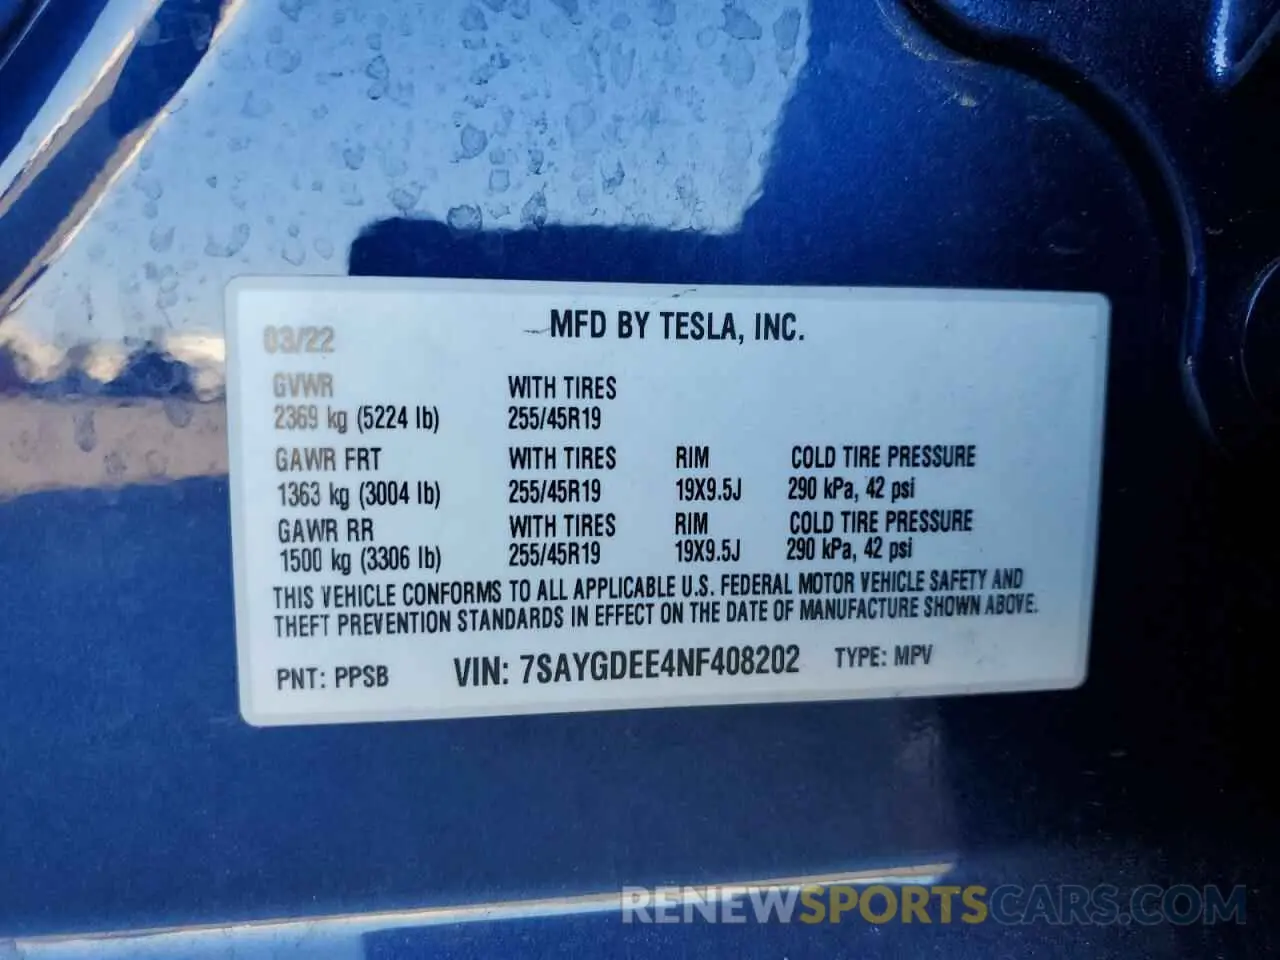 03/22 MFD BY TESLA, INC.
GVWR WITH TIRES
2369 kg (5224 lb) 255/45R19
GAWR FRT WITH TIRES RIM COLD TIRE PRESSURE
1363 kg (3004 lb) 255/45R19 19X9.5J 290 kPa, 42 psi
GAWR RR WITH TIRES RIM COLD TIRE PRESSURE
1500 kg (3306 lb) 255/45R19 19X9.5J 290 kPa, 42 psi
THIS VEHICLE CONFORMS TO ALL APPLICABLE U.S. FEDERAL MOTOR VEHICLE SAFETY AND
THEFT PREVENTION STANDARDS IN EFFECT ON THE DATE OF MANUFACTURE SHOWN ABOVE.
PNT: PPSB VIN: 7SAYGDEE4NF408202 TYPE: MPV
RENEWSPORTSCARS.COM